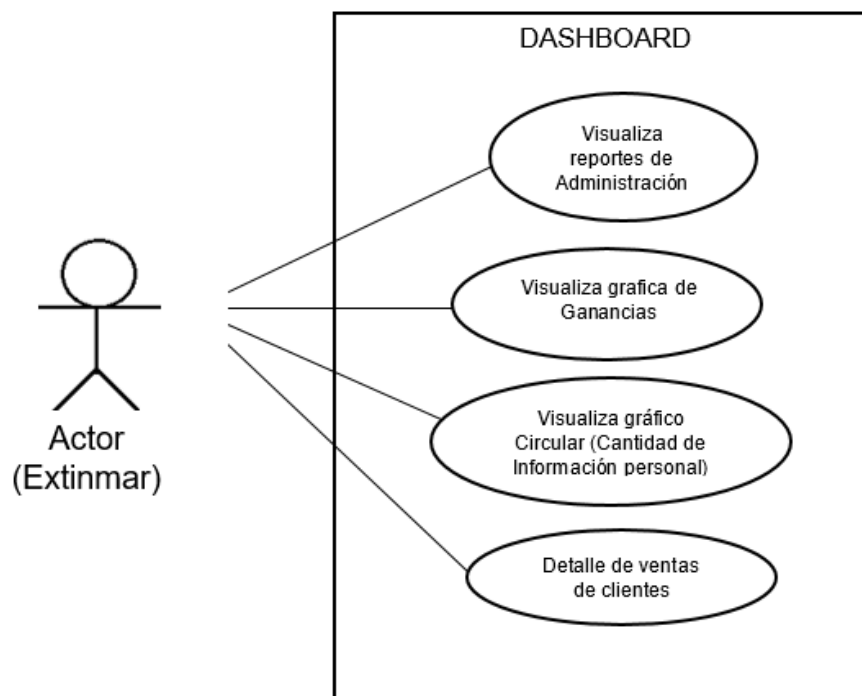 DASHBOARD
Visualiza
reportes de
Administración
Visualiza grafica de
Ganancias
Visualiza gráfico
Circular (Cantidad de
Información personal)
Detalle de ventas
de clientes
Actor
(Extinmar)